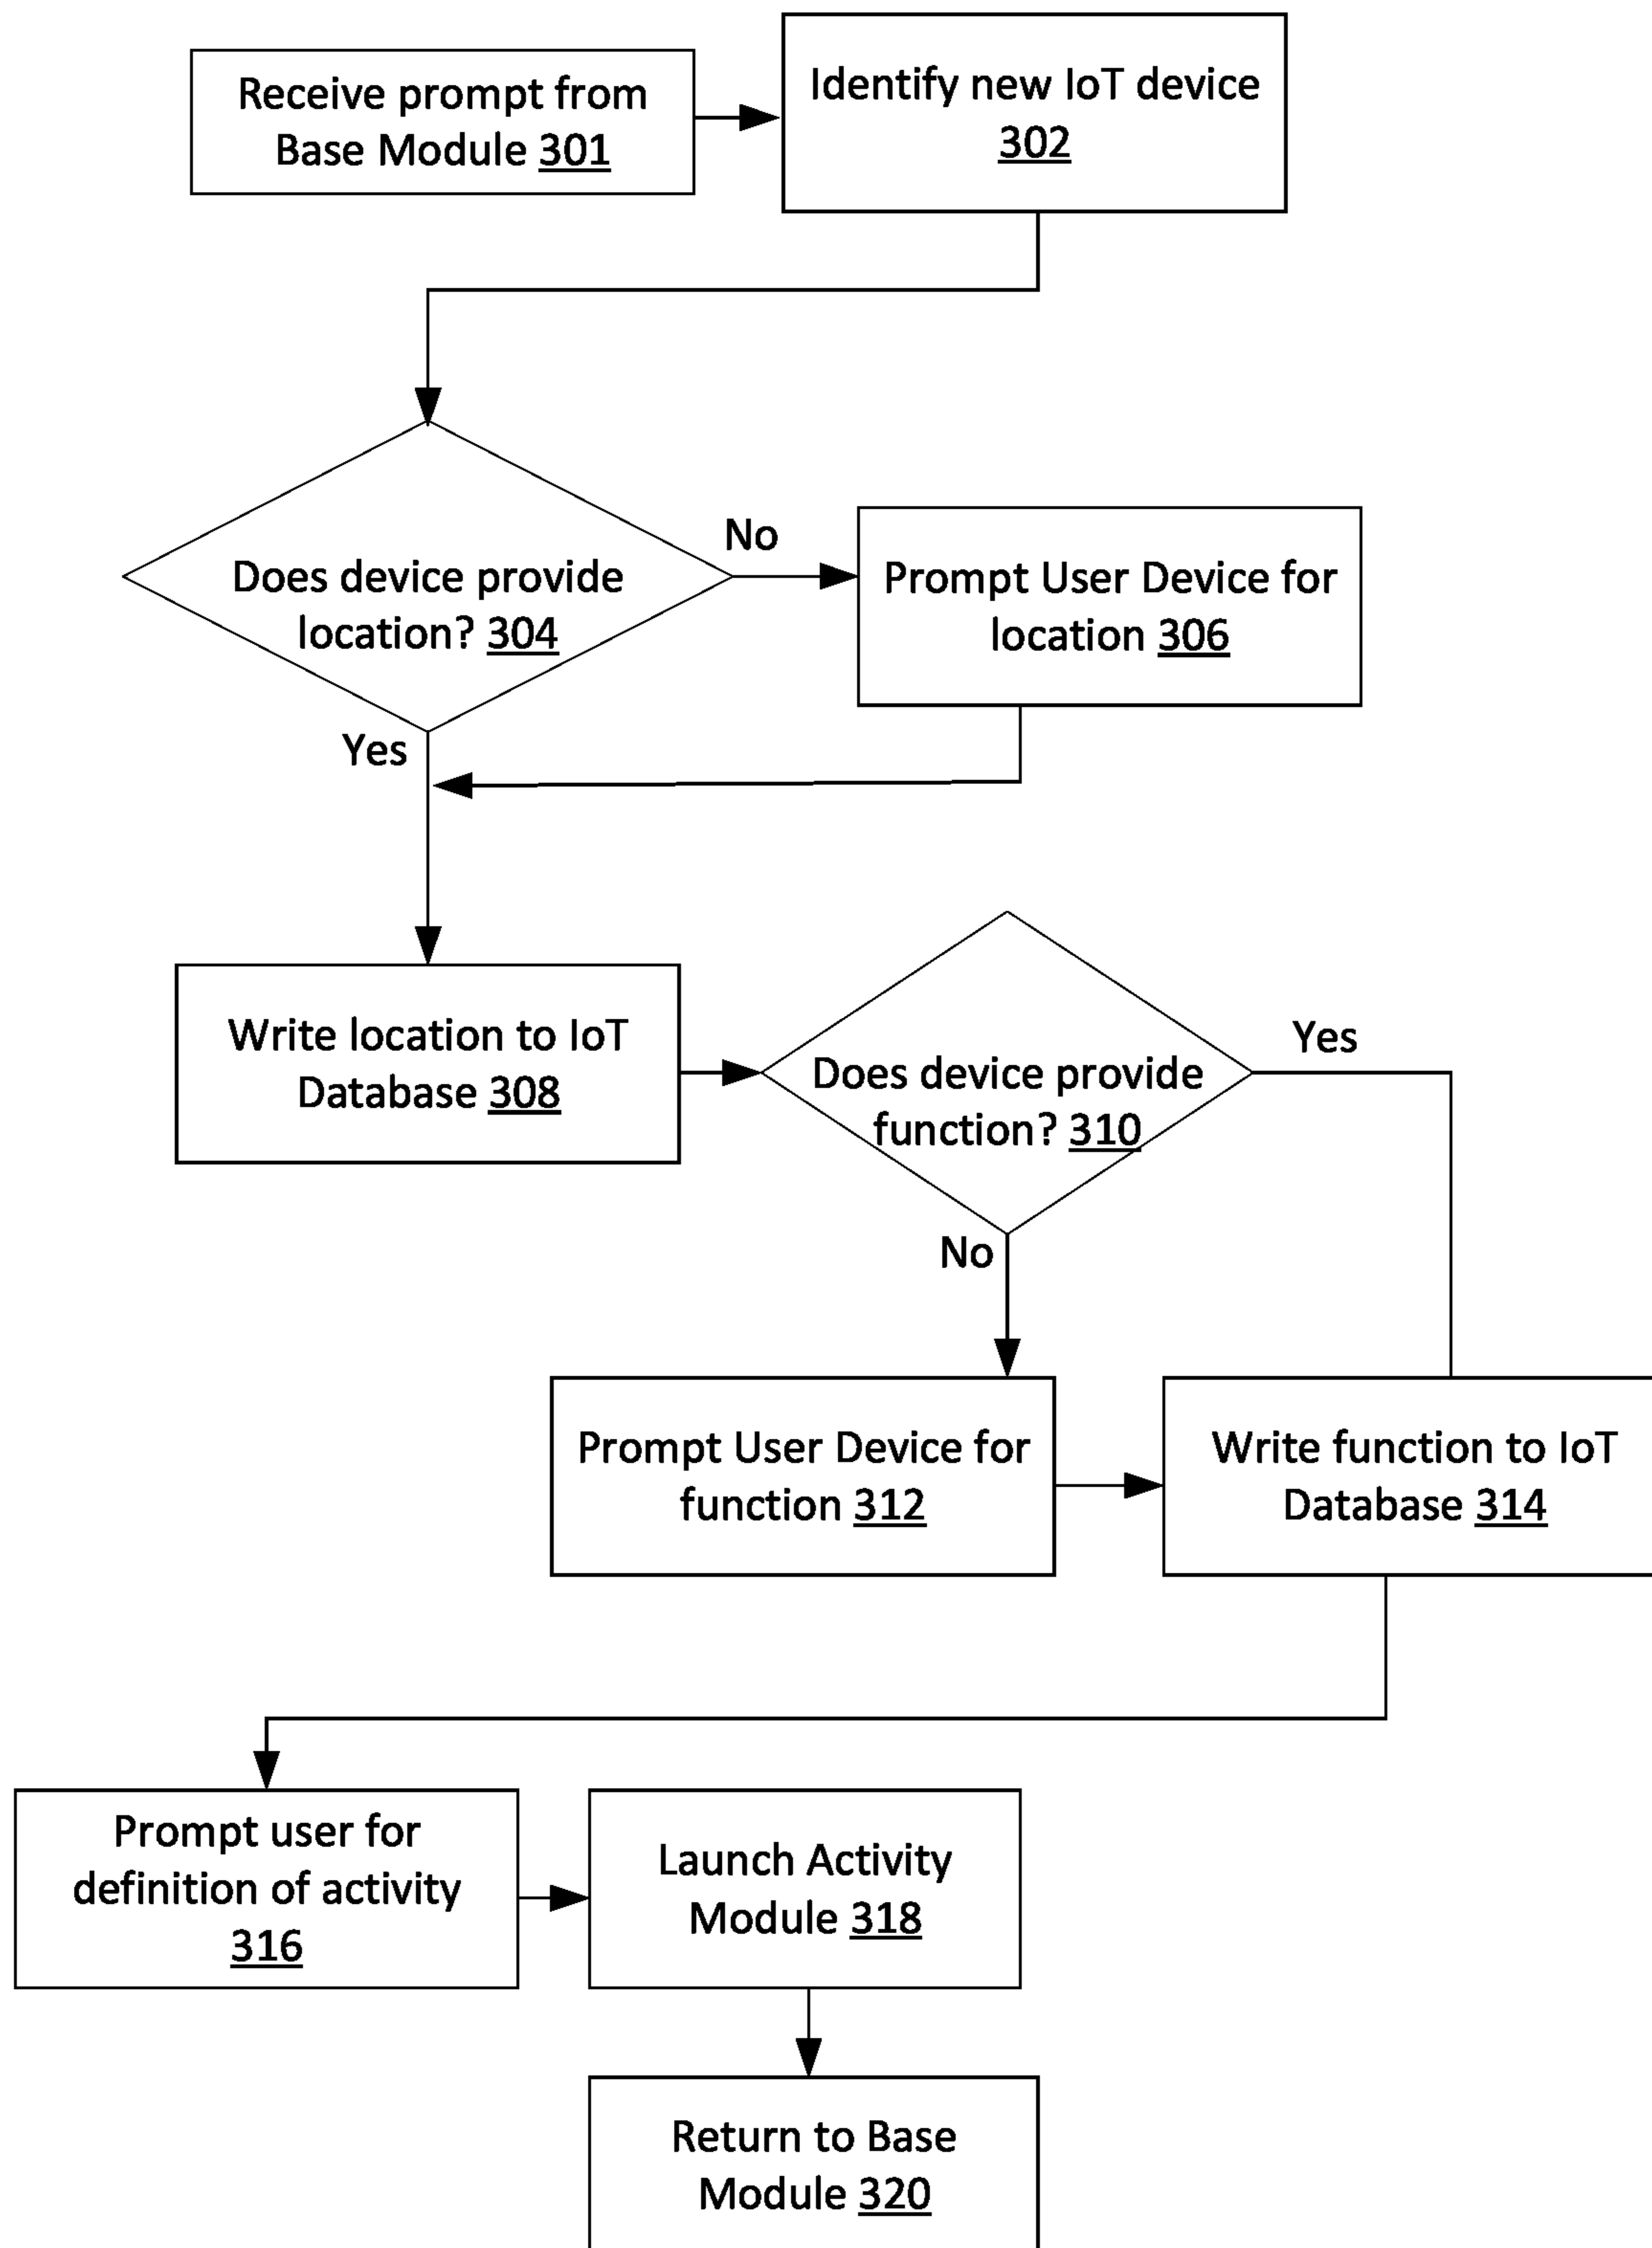 Receive prompt from
Base Module 301
Identify new IoT device
302
Does device provide
location? 304
No
Prompt User Device for
location 306
Yes
Write location to IoT
Database 308
Does device provide
function? 310
Yes
No
Prompt User Device for
function 312
Write function to IoT
Database 314
Prompt user for
definition of activity
316
Launch Activity
Module 318
Return to Base
Module 320